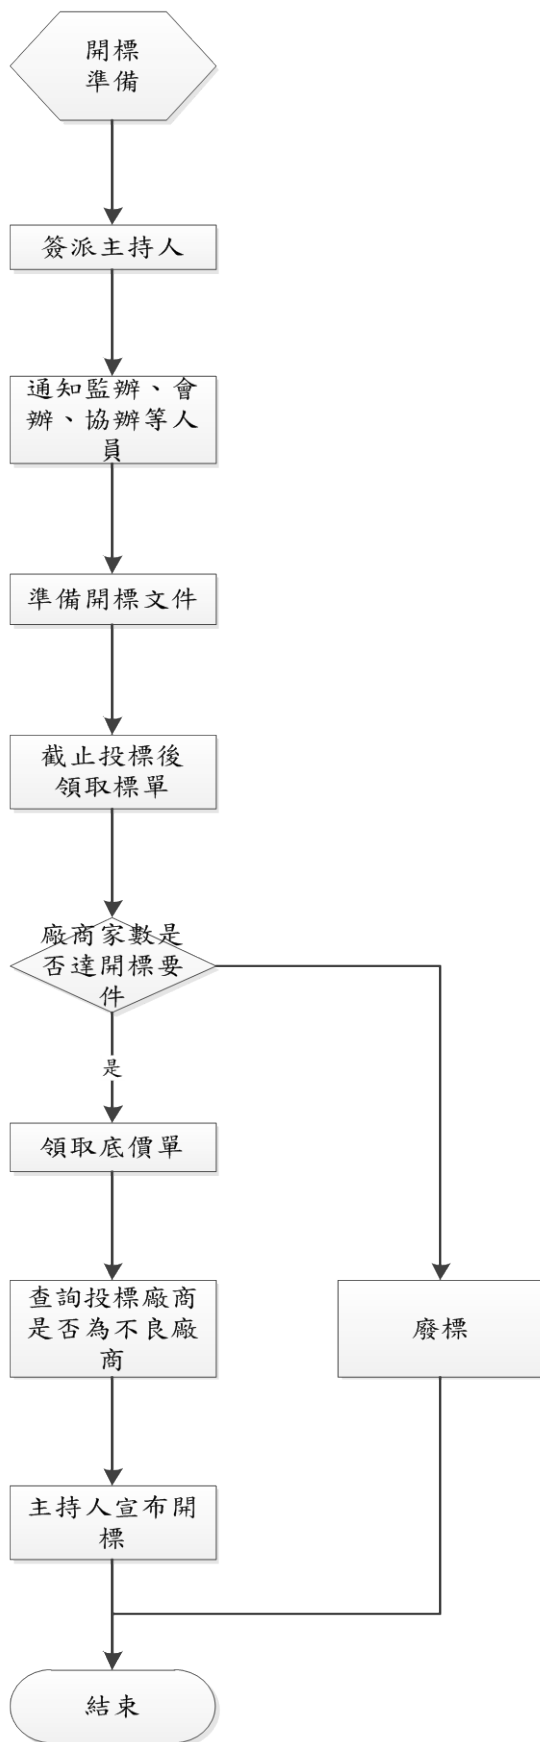 開標
準備
簽派主持人
通知監辦、會
辦、協辦等人
員
準備開標文件
截止投標後
領取標單
廠商家數是
否達開標要
件
是
領取底價單
查詢投標廠商
是否為不良廠
商
廢標
主持人宣布開
標
結束